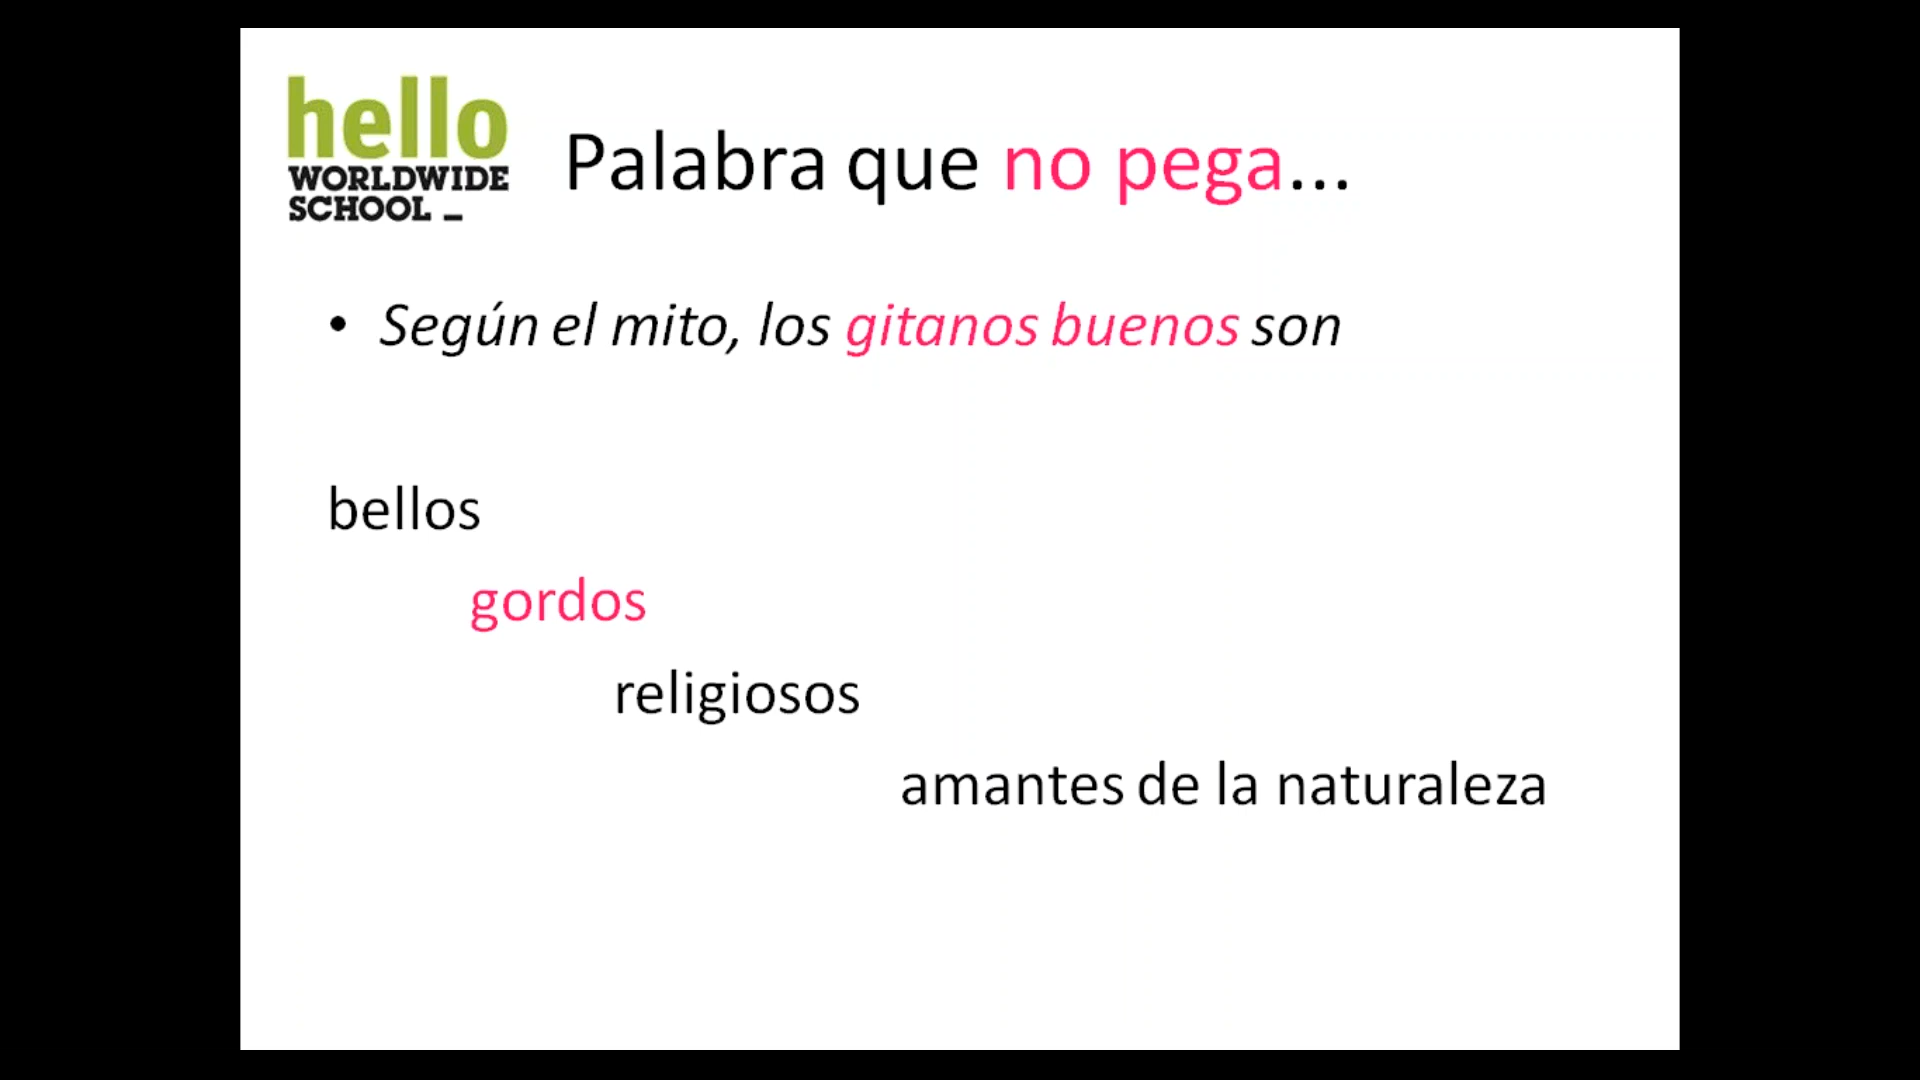 hello
WORLDWIDE
SCHOOL _
Palabra que no pega...
• Según el mito, los gitanos buenos son
bellos
gordos
religiosos
amantes de la naturaleza